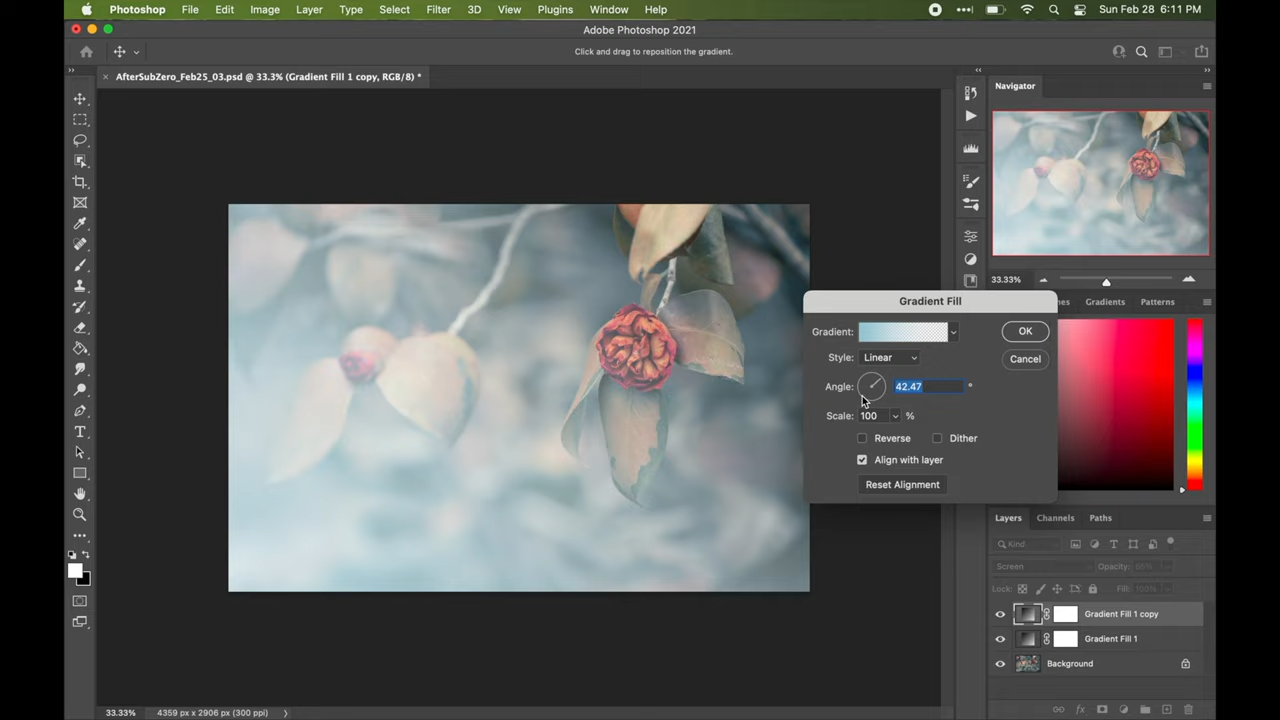 Photoshop File Edit Image Layer Type Select Filter 3D View Plugins Window Help Sun Feb 28 6:11 PM
Adobe Photoshop 2021
Click and drag to reposition the gradient.
AfterSubZero_Feb25_03.psd @ 33.3% (Gradient Fill 1 copy, RGB/8) *
Navigator
33.33%
Gradients Patterns
Gradient Fill
Gradient: OK
Style: Linear Cancel
Angle: 42.47 °
Scale: 100 %
Reverse Dither
Align with layer
Reset Alignment
Layers Channels Paths
Kind
Screen Opacity: 65%
Lock: Fill: 100%
Gradient Fill 1 copy
Gradient Fill 1
Background
33.33% 4359 px x 2906 px (300 ppi)